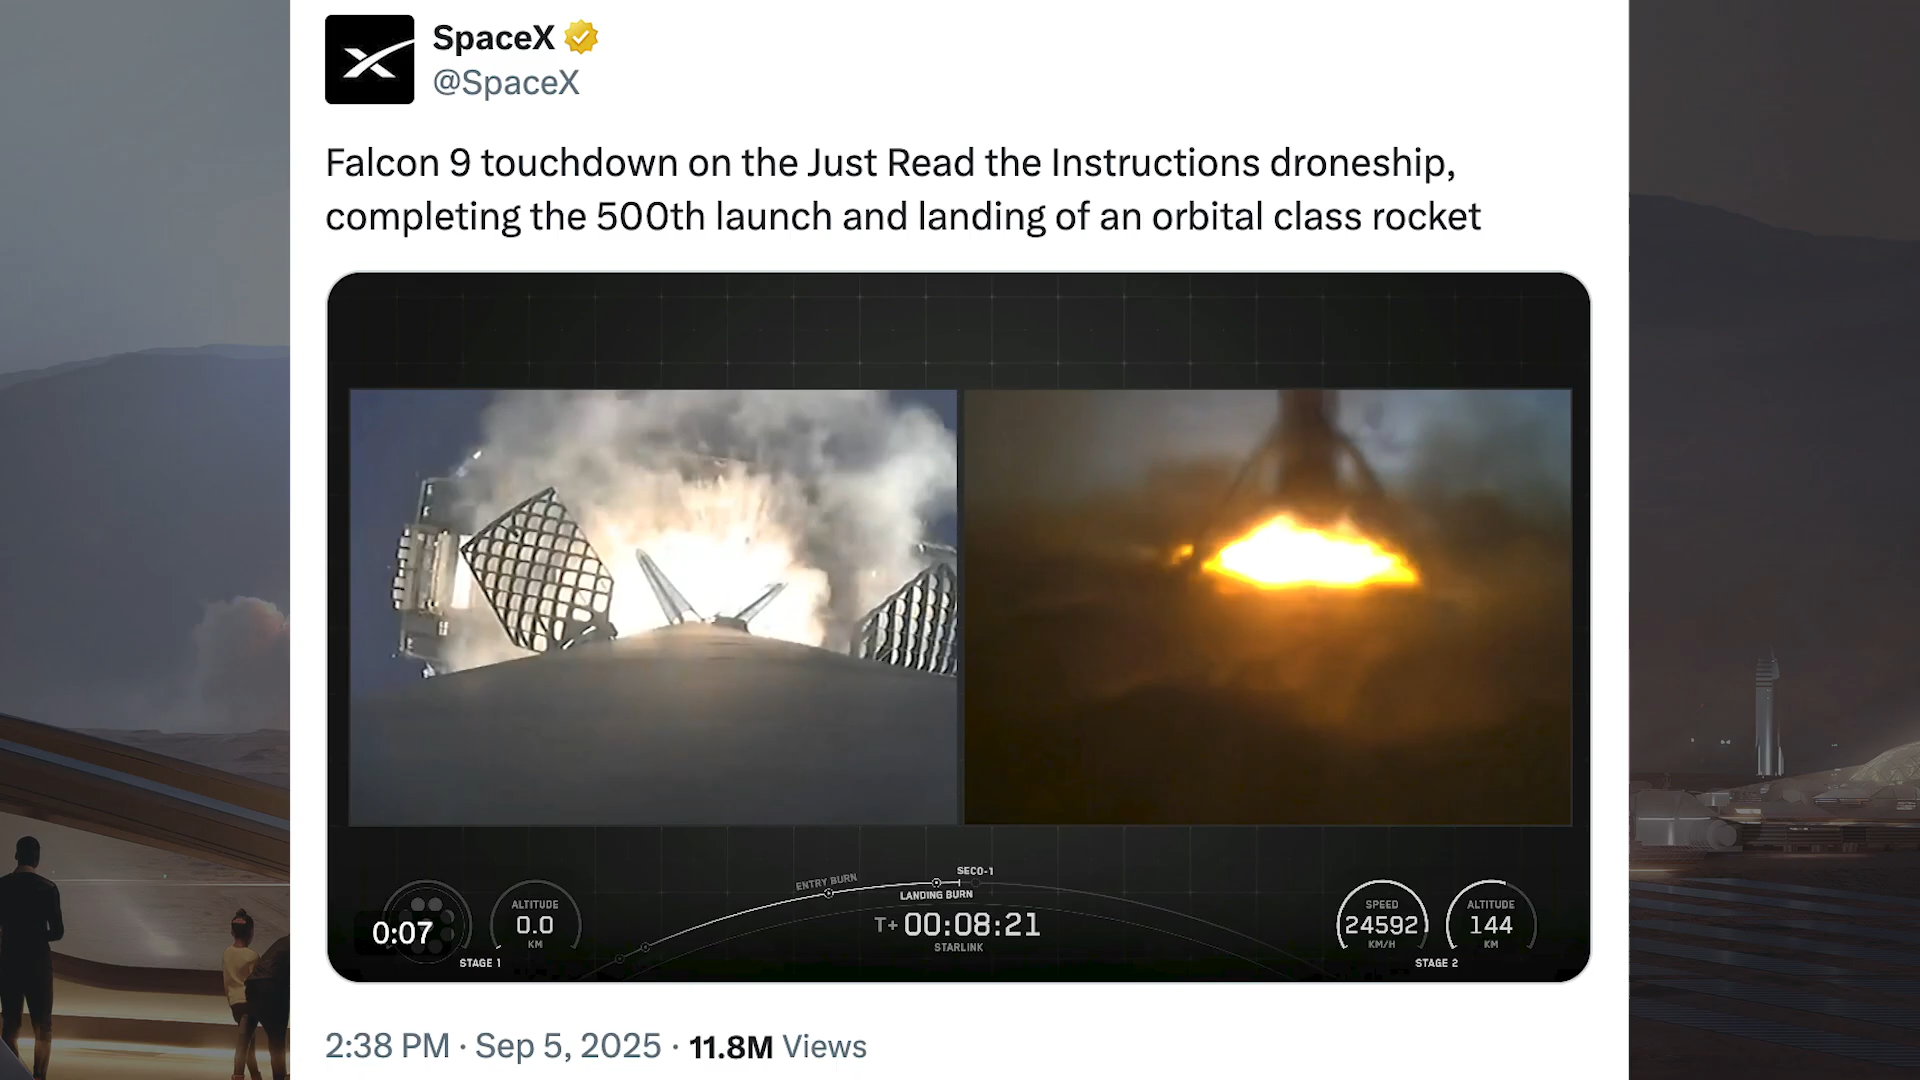 SpaceX
@SpaceX
Falcon 9 touchdown on the Just Read the Instructions droneship,
completing the 500th launch and landing of an orbital class rocket
ENTRY BURN
SECO-1
LANDING BURN
0:07
ALTITUDE
0.0
KM
STAGE 1
T+ 00:08:21
STARLINK
SPEED
24592
KM/H
ALTITUDE
144
KM
STAGE 2
2:38 PM · Sep 5, 2025 · 11.8M Views